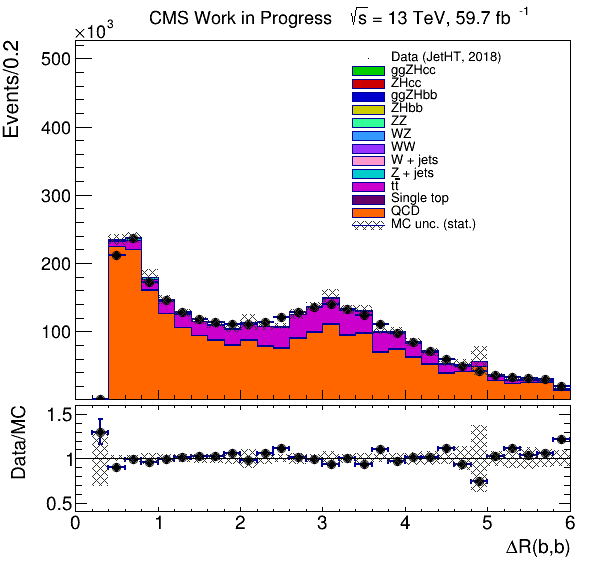 CMS Work in Progress √s = 13 TeV, 59.7 fb⁻¹
×10³
Events/0.2
500
400
300
200
100
Data (JetHT, 2018)
ggZHcc
ZHcc
ggZHbb
ZHbb
ZZ
WZ
WW
W + jets
Z + jets
tt̄
Single top
QCD
MC unc. (stat.)
Data/MC
1.5
1
0.5
0 1 2 3 4 5 6
ΔR(b,b)